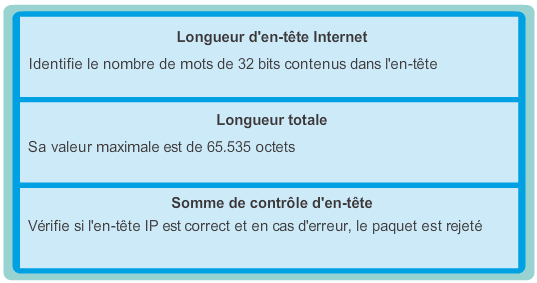 Longueur d'en-tête Internet
Identifie le nombre de mots de 32 bits contenus dans l'en-tête
Longueur totale
Sa valeur maximale est de 65.535 octets
Somme de contrôle d'en-tête
Vérifie si l'en-tête IP est correct et en cas d'erreur, le paquet est rejeté